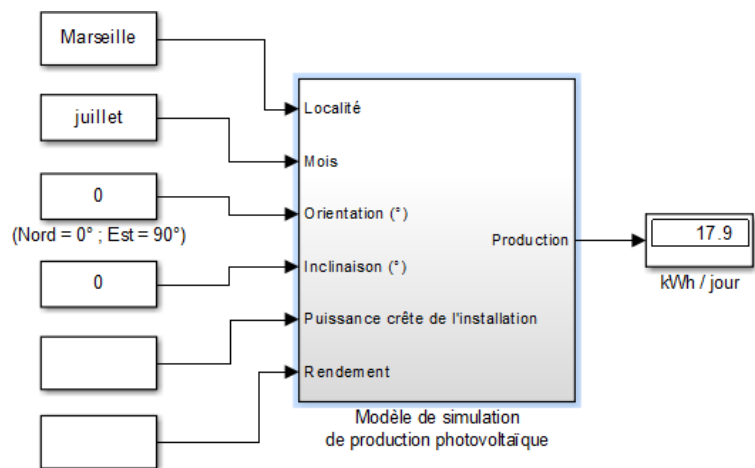 Marseille
juillet
0
(Nord = 0° ; Est = 90°)
0
Localité
Mois
Orientation (°)
Inclinaison (°)
Puissance crête de l'installation
Rendement
Production
Modèle de simulation
de production photovoltaïque
17.9
kWh / jour